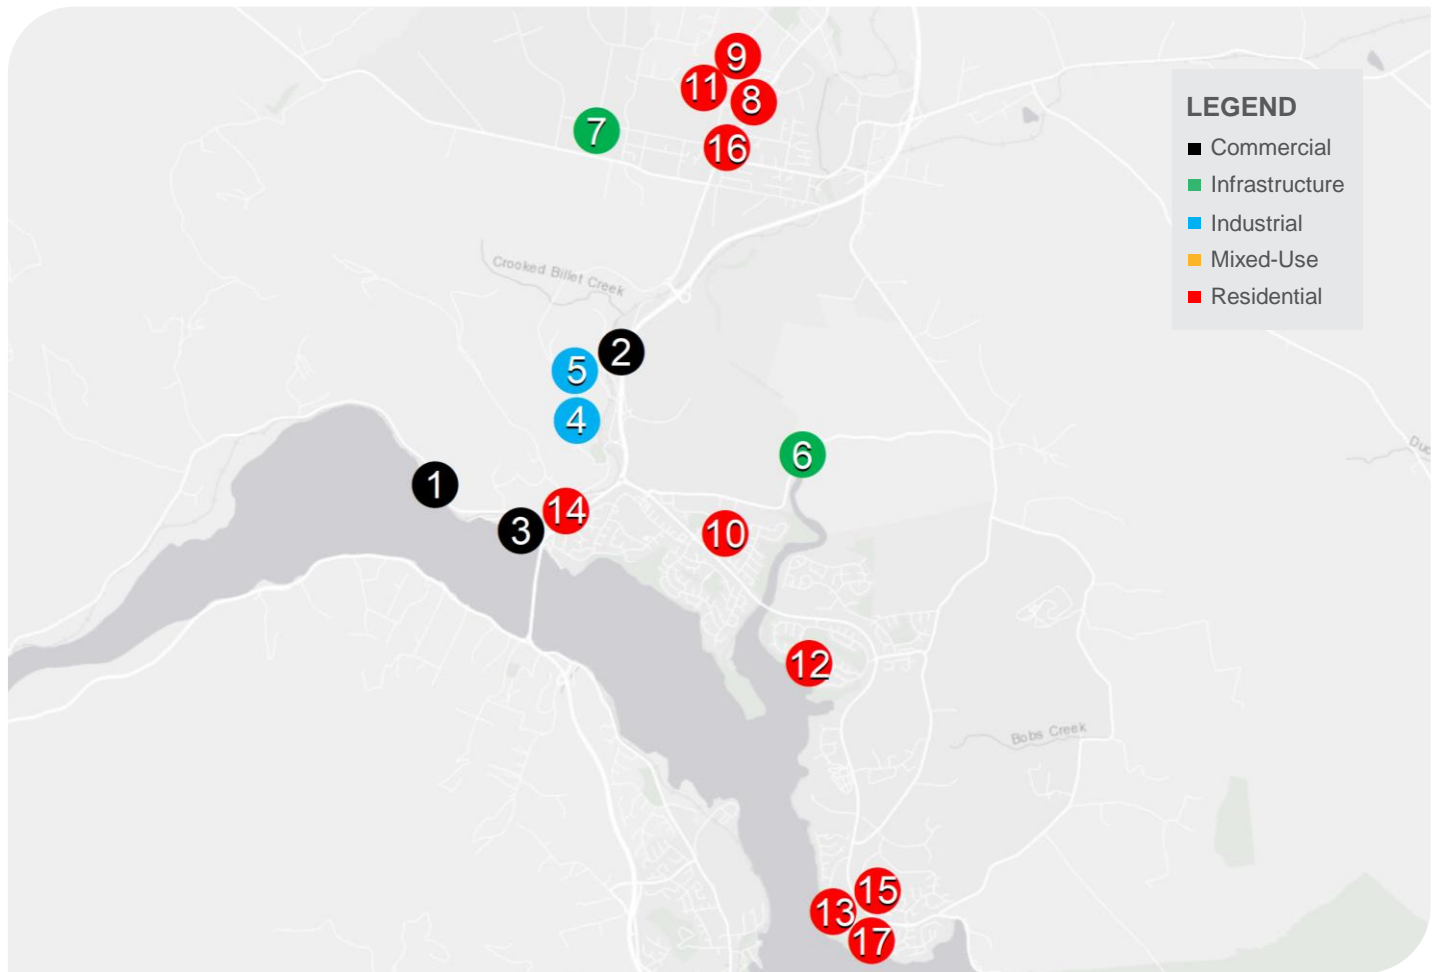 9
11
8
7
16
LEGEND
Commercial
Infrastructure
Industrial
Mixed-Use
Residential
Crooked Billet Creek
2
5
4
6
1
14
3
10
Duc
12
Bobs Creek
15
13
17